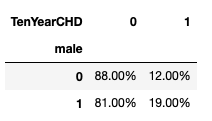 TenYearCHD 0 1
male
0 88.00% 12.00%
1 81.00% 19.00%